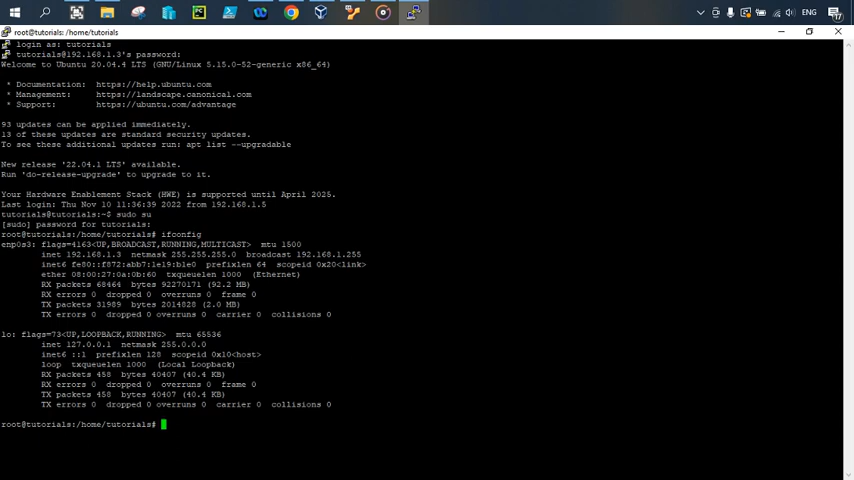 ENG
17
root@tutorials: /home/tutorials
login as: tutorials
tutorials@192.168.1.3's password:
Welcome to Ubuntu 20.04.4 LTS (GNU/Linux 5.15.0-52-generic x86_64)
* Documentation:  https://help.ubuntu.com
* Management:     https://landscape.canonical.com
* Support:        https://ubuntu.com/advantage
93 updates can be applied immediately.
13 of these updates are standard security updates.
To see these additional updates run: apt list --upgradable
New release '22.04.1 LTS' available.
Run 'do-release-upgrade' to upgrade to it.
Your Hardware Enablement Stack (HWE) is supported until April 2025.
Last login: Thu Nov 10 11:36:39 2022 from 192.168.1.5
tutorials@tutorials:~$ sudo su
[sudo] password for tutorials:
root@tutorials:/home/tutorials# ifconfig
enp0s3: flags=4163<UP,BROADCAST,RUNNING,MULTICAST>  mtu 1500
inet 192.168.1.3  netmask 255.255.255.0  broadcast 192.168.1.255
inet6 fe80::f872:abb7:1e19:b1e0  prefixlen 64  scopeid 0x20<link>
ether 08:00:27:0a:0b:60  txqueuelen 1000  (Ethernet)
RX packets 68464  bytes 92270171 (92.2 MB)
RX errors 0  dropped 0  overruns 0  frame 0
TX packets 31989  bytes 2014828 (2.0 MB)
TX errors 0  dropped 0 overruns 0  carrier 0  collisions 0
lo: flags=73<UP,LOOPBACK,RUNNING>  mtu 65536
inet 127.0.0.1  netmask 255.0.0.0
inet6 ::1  prefixlen 128  scopeid 0x10<host>
loop  txqueuelen 1000  (Local Loopback)
RX packets 458  bytes 40407 (40.4 KB)
RX errors 0  dropped 0  overruns 0  frame 0
TX packets 458  bytes 40407 (40.4 KB)
TX errors 0  dropped 0 overruns 0  carrier 0  collisions 0
root@tutorials:/home/tutorials#